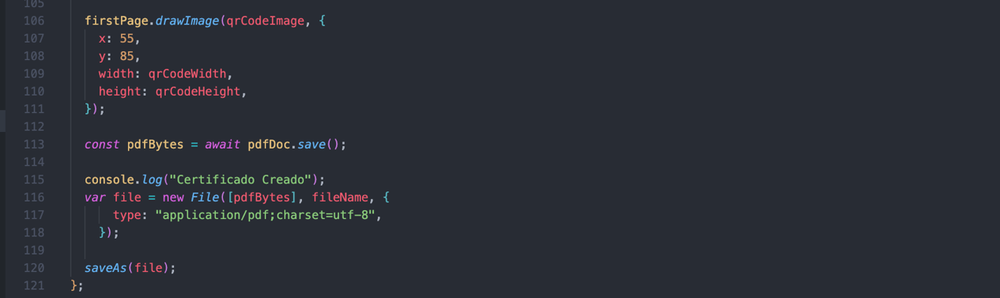 105
106 firstPage.drawImage(qrCodeImage, {
107 x: 55,
108 y: 85,
109 width: qrCodeWidth,
110 height: qrCodeHeight,
111 });
112
113 const pdfBytes = await pdfDoc.save();
114
115 console.log("Certificado Creado");
116 var file = new File([pdfBytes], fileName, {
117 type: "application/pdf;charset=utf-8",
118 });
119
120 saveAs(file);
121 };